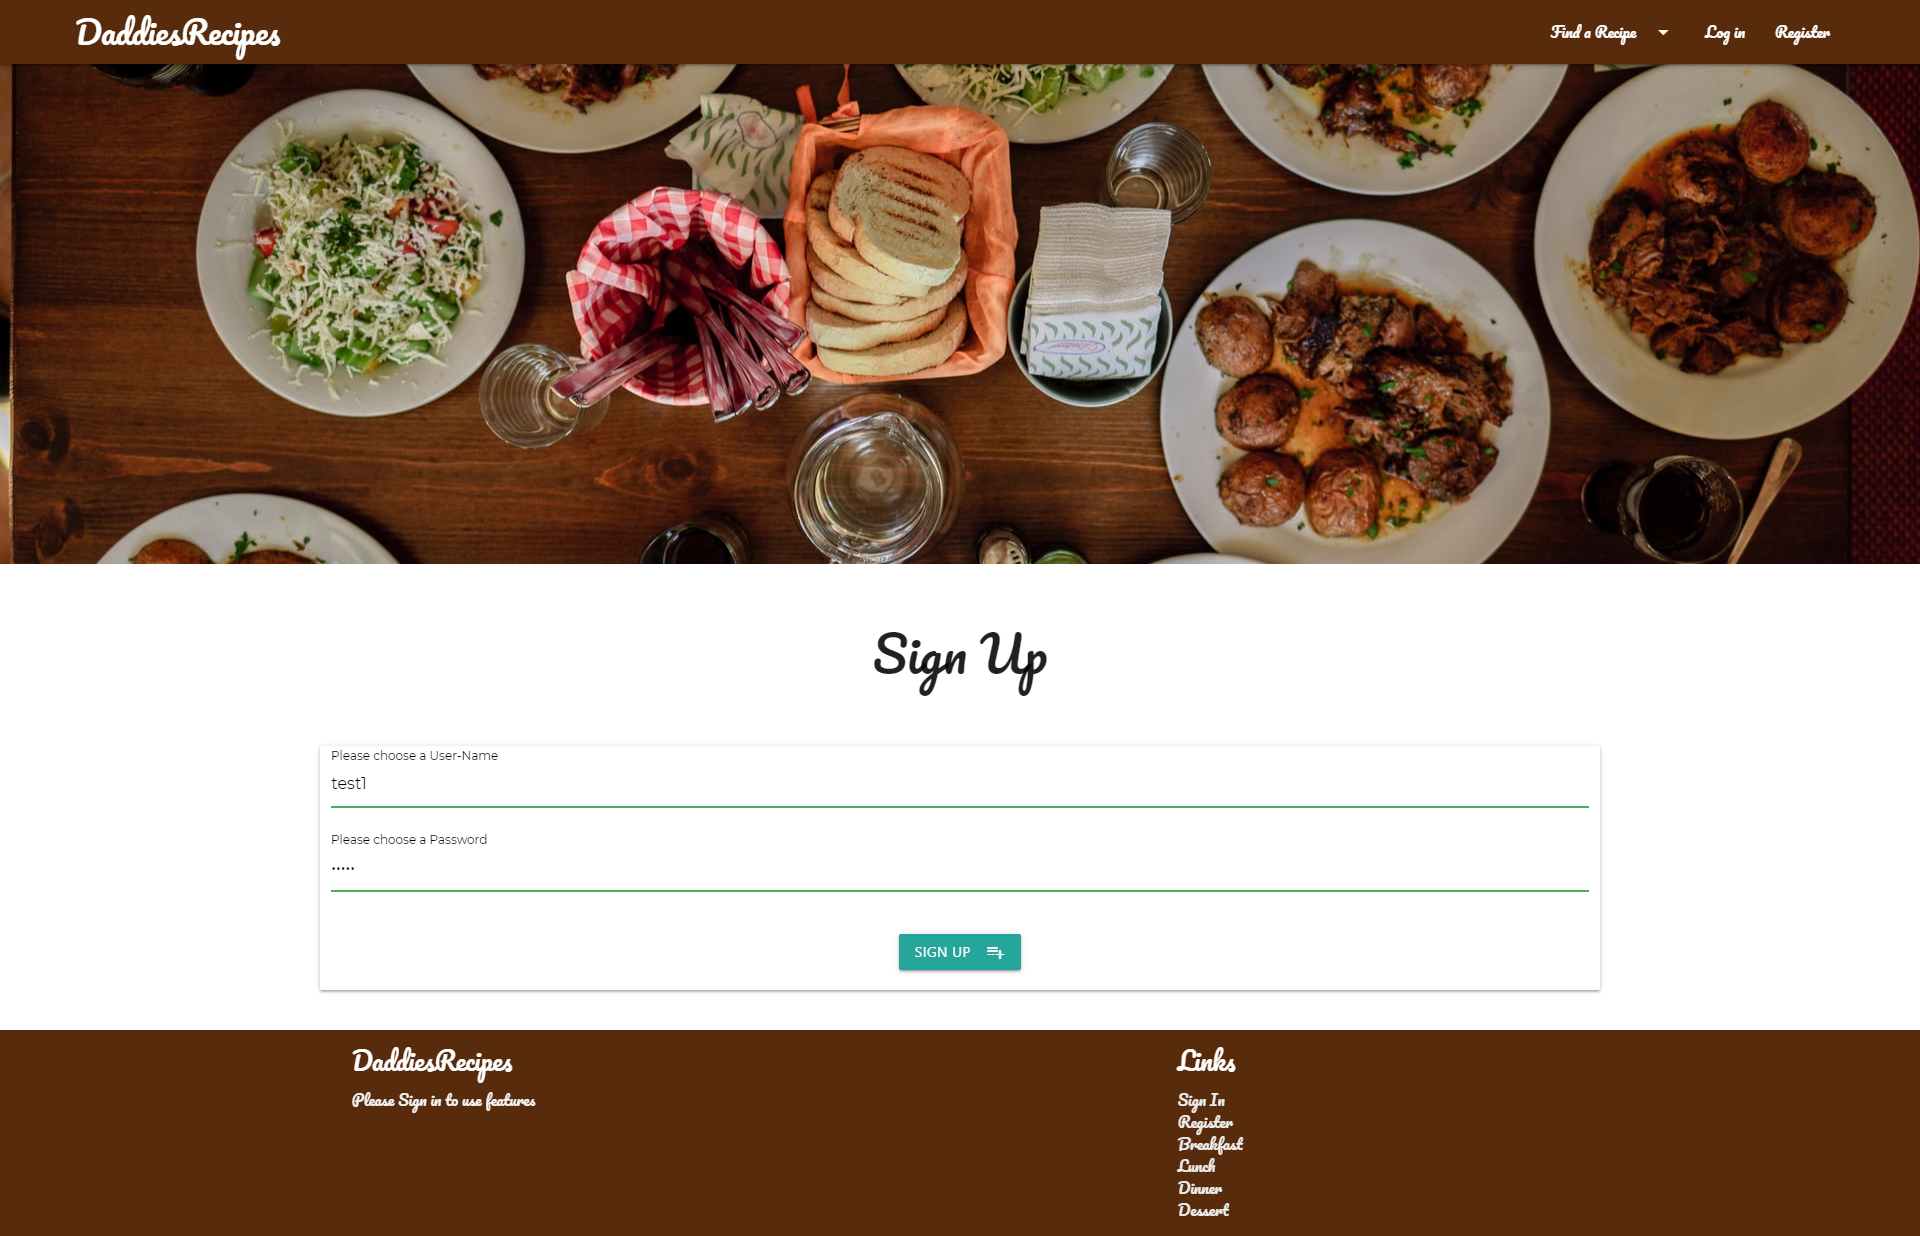 DaddiesRecipes
Find a Recipe Log in Register
Sign Up
Please choose a User-Name
test1
Please choose a Password
•••••
SIGN UP
DaddiesRecipes
Please Sign in to use features
Links
Sign In
Register
Breakfast
Lunch
Dinner
Dessert